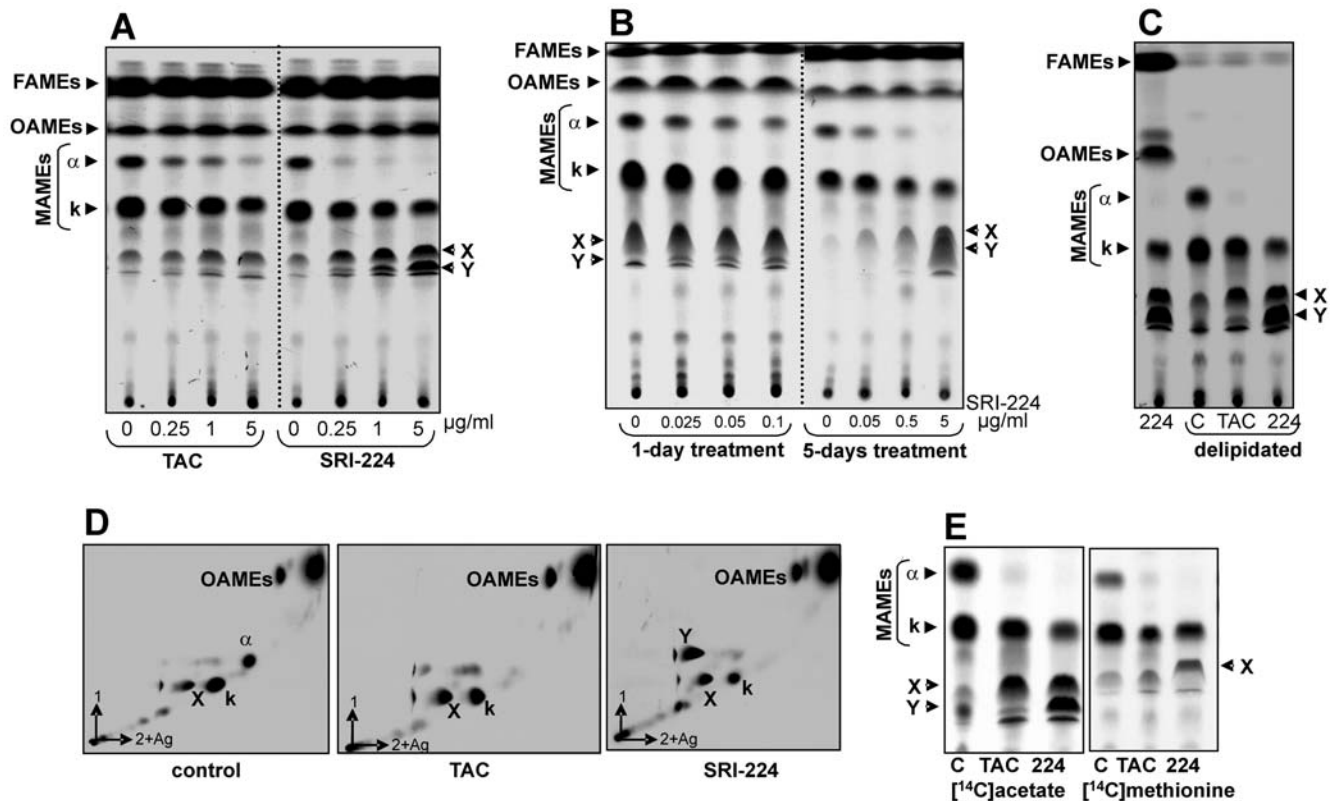 A
FAMEs
OAMEs
MAMEs
α
k
X
Y
0 0.25 1 5 0 0.25 1 5 µg/ml
TAC SRI-224
B
FAMEs
OAMEs
MAMEs
α
k
X X
Y Y
SRI-224
0 0.025 0.05 0.1 0 0.05 0.5 5 µg/ml
1-day treatment 5-days treatment
C
FAMEs
OAMEs
MAMEs
α
k
X
Y
224 C TAC 224
delipidated
D
OAMEs
α
X k
1
2+Ag
control
OAMEs
X k
1
2+Ag
TAC
OAMEs
Y
X k
1
2+Ag
SRI-224
E
MAMEs
α
k
X X
Y
C TAC 224 C TAC 224
[¹⁴C]acetate [¹⁴C]methionine